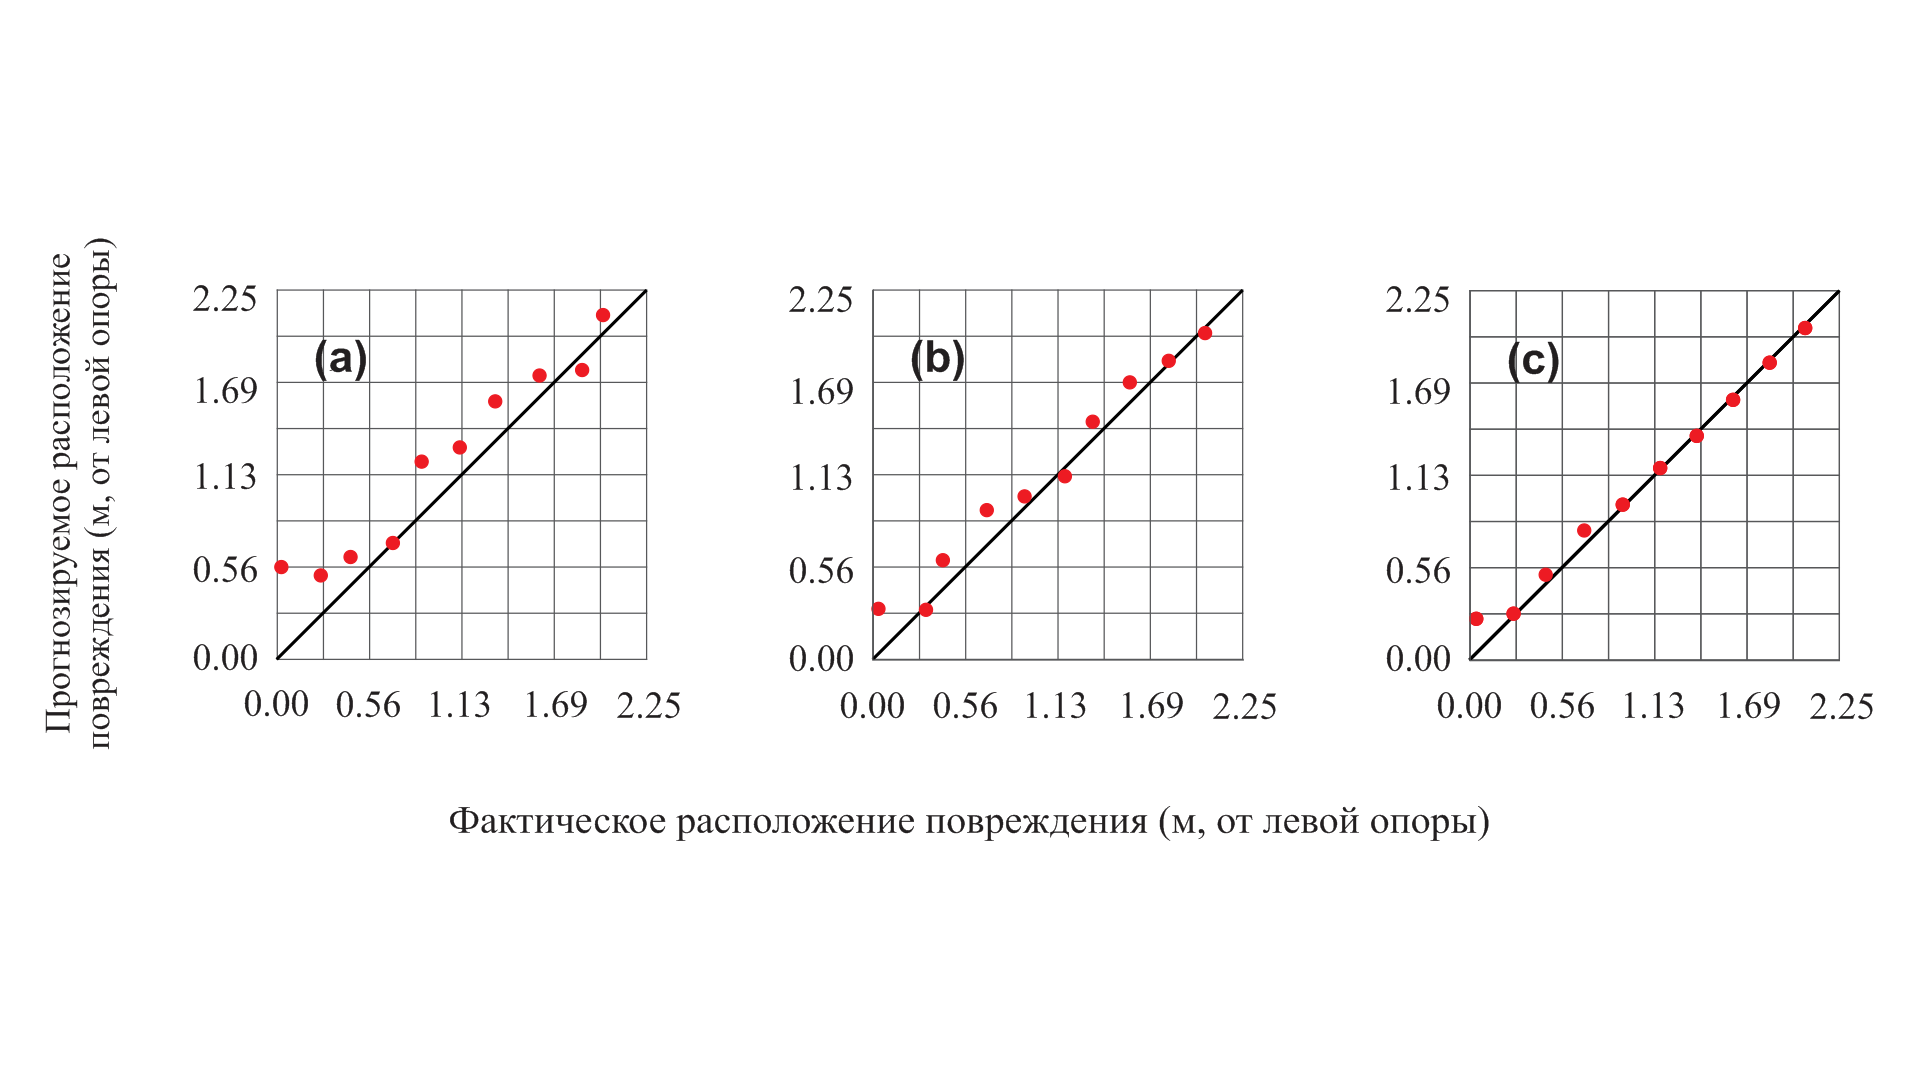 Прогнозируемое расположение
повреждения (м, от левой опоры)
(a)
2.25
1.69
1.13
0.56
0.00
0.00 0.56 1.13 1.69 2.25
(b)
2.25
1.69
1.13
0.56
0.00
0.00 0.56 1.13 1.69 2.25
(c)
2.25
1.69
1.13
0.56
0.00
0.00 0.56 1.13 1.69 2.25
Фактическое расположение повреждения (м, от левой опоры)